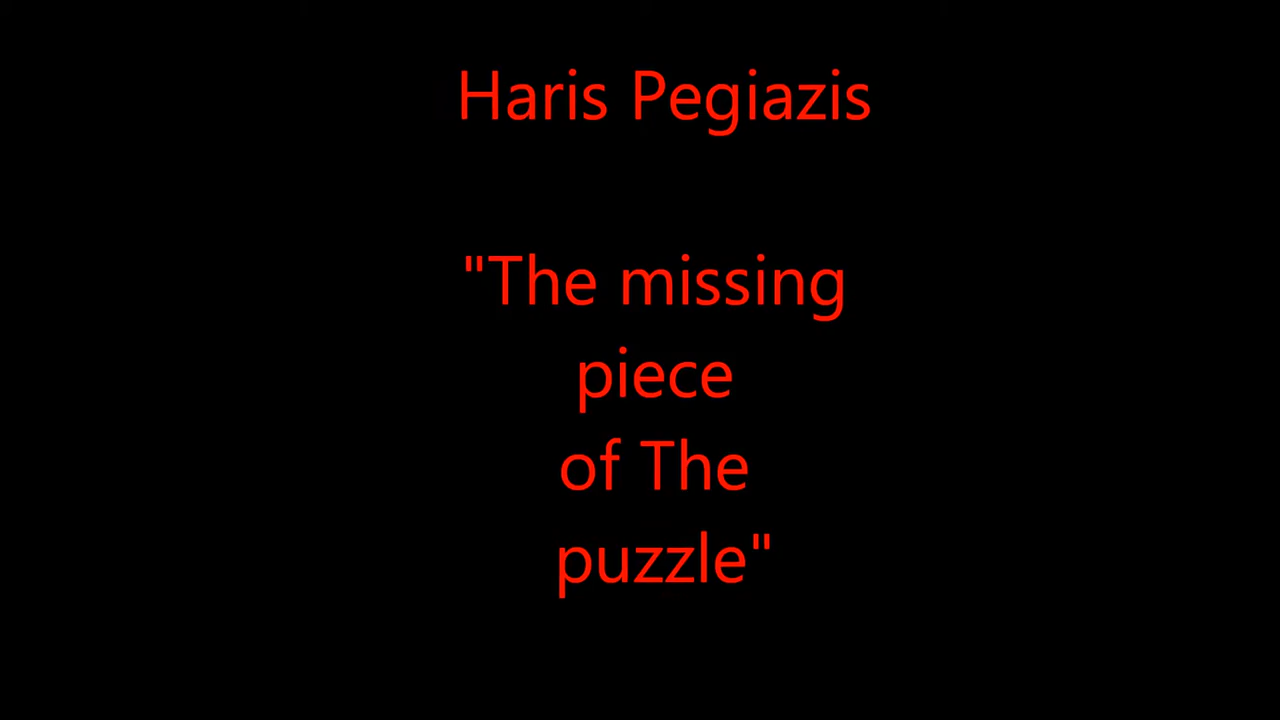 Haris Pegiazis
"The missing
piece
of The
puzzle"